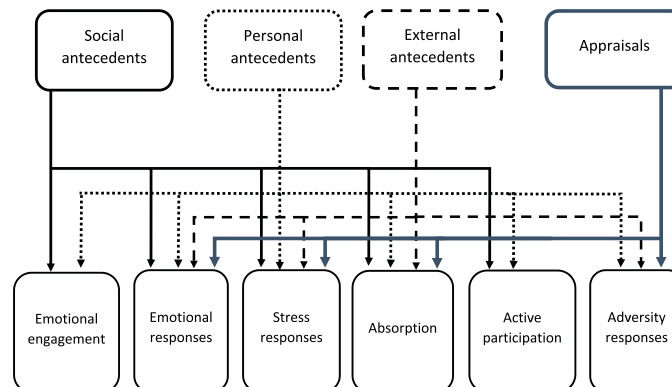 Social
antecedents
Personal
antecedents
External
antecedents
Appraisals
Emotional
engagement
Emotional
responses
Stress
responses
Absorption
Active
participation
Adversity
responses